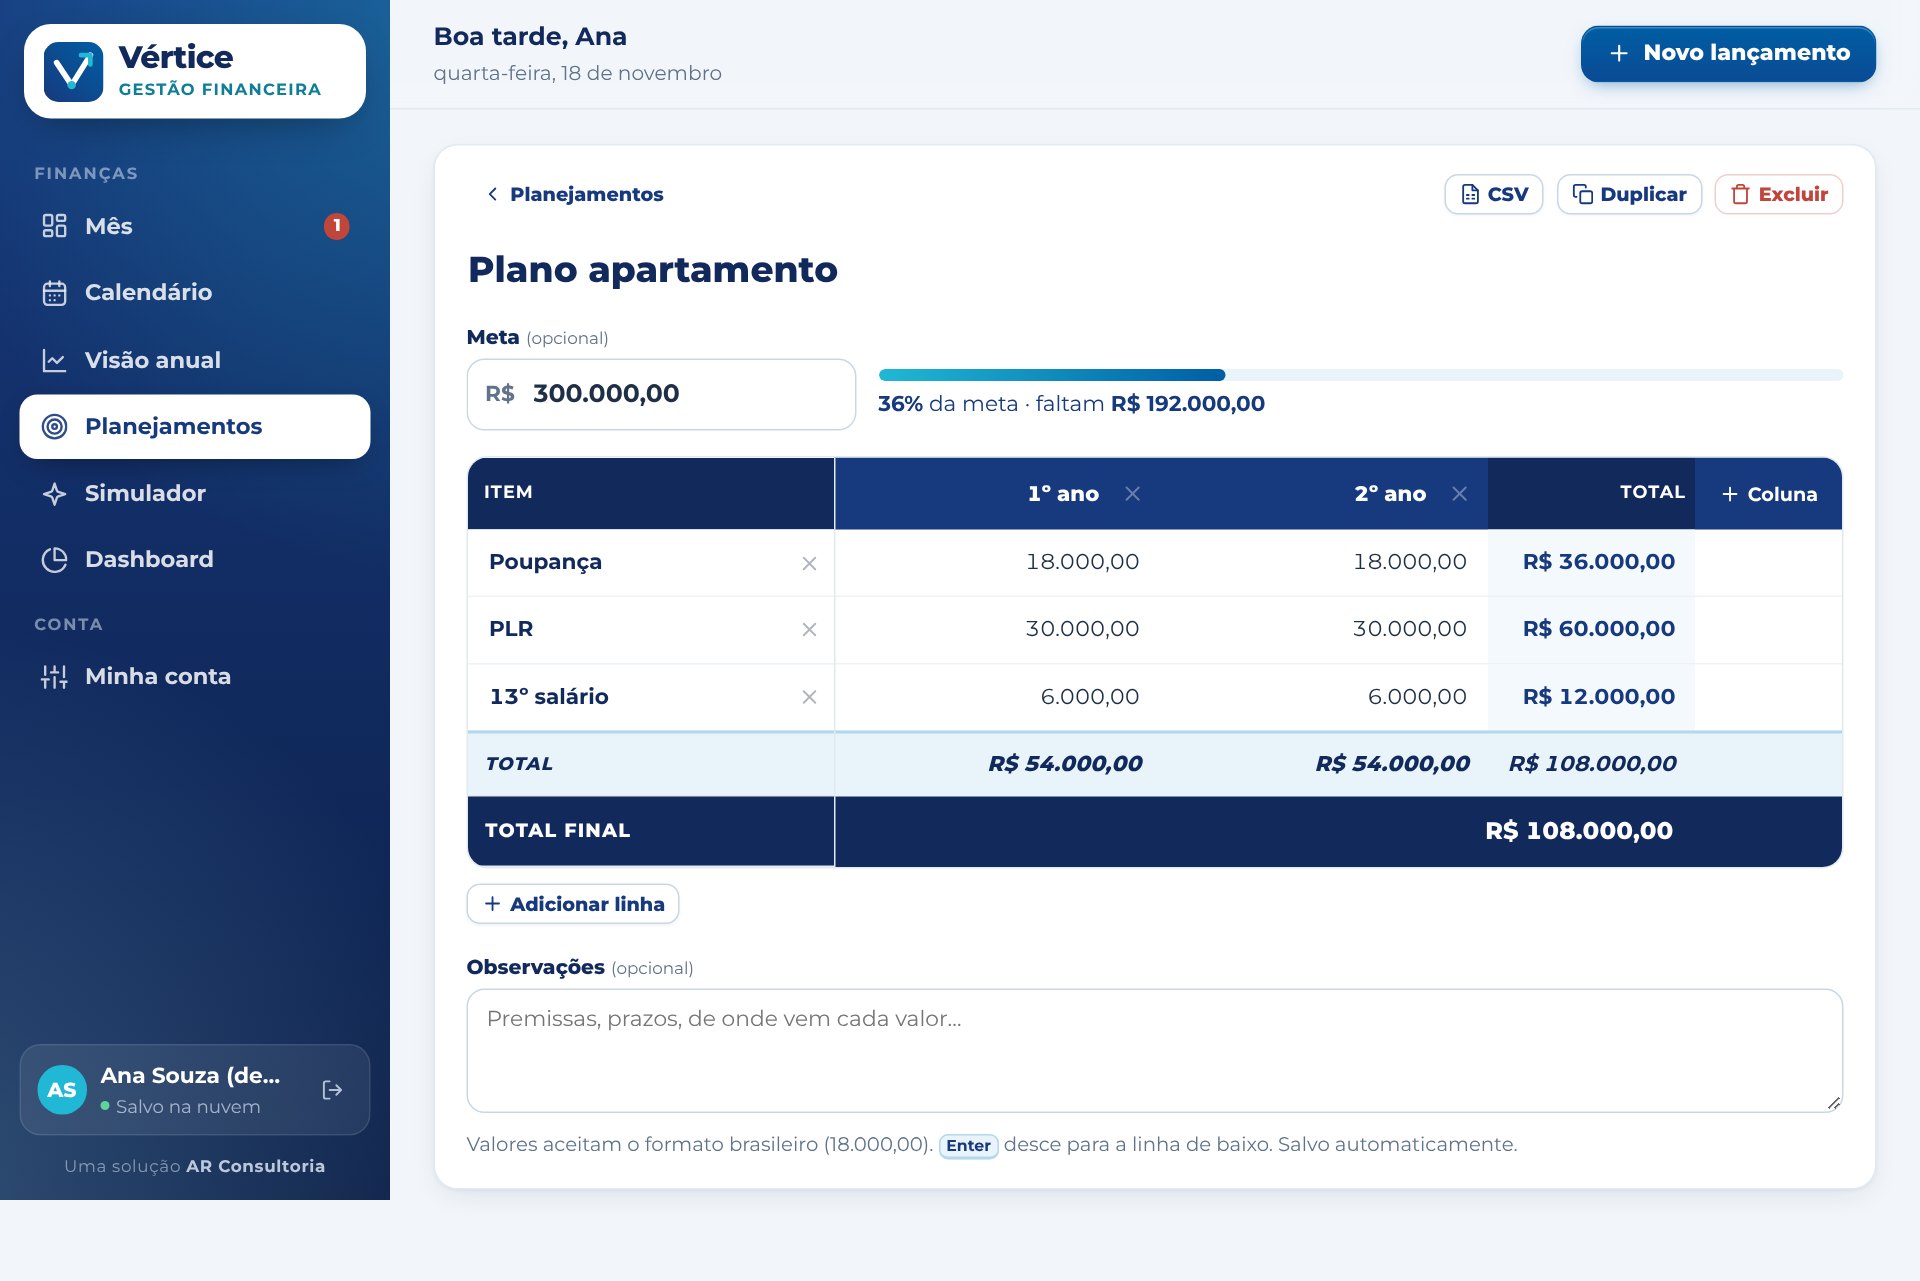 Vértice
GESTÃO FINANCEIRA
FINANÇAS
Mês
1
Calendário
Visão anual
Planejamentos
Simulador
Dashboard
CONTA
Minha conta
AS
Ana Souza (de...
Salvo na nuvem
Uma solução AR Consultoria
Boa tarde, Ana
quarta-feira, 18 de novembro
+ Novo lançamento
Planejamentos
CSV
Duplicar
Excluir
Plano apartamento
Meta (opcional)
R$ 300.000,00
36% da meta · faltam R$ 192.000,00
ITEM 1º ano 2º ano TOTAL + Coluna
Poupança 18.000,00 18.000,00 R$ 36.000,00
PLR 30.000,00 30.000,00 R$ 60.000,00
13º salário 6.000,00 6.000,00 R$ 12.000,00
TOTAL R$ 54.000,00 R$ 54.000,00 R$ 108.000,00
TOTAL FINAL R$ 108.000,00
+ Adicionar linha
Observações (opcional)
Premissas, prazos, de onde vem cada valor...
Valores aceitam o formato brasileiro (18.000,00). Enter desce para a linha de baixo. Salvo automaticamente.